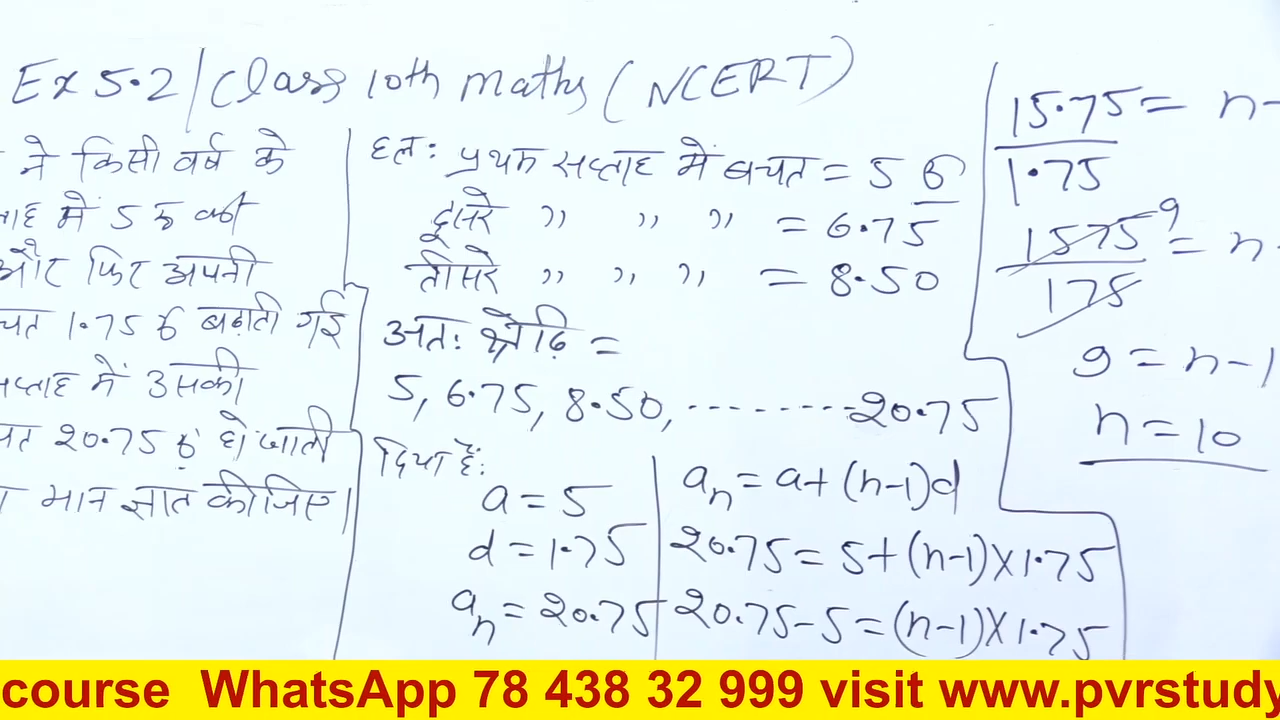 Ex 5.2 / Class 10th maths (NCERT)
ने किसी वर्ष के
ताह में 5 रु की
और फिर अपनी
चत 1.75 रु बढ़ाती गई
सप्ताह में उसकी
चत 20.75 रु हो जाती
मान ज्ञात कीजिए।
हल: प्रथम सप्ताह में बचत = 5 रु
दूसरे ,, ,, ,, = 6.75
तीसरे ,, ,, ,, = 8.50
अतः श्रेढ़ि =
5, 6.75, 8.50, --------20.75
दिया है:
a = 5
d = 1.75
aₙ = 20.75
aₙ = a + (n-1)d
20.75 = 5 + (n-1) X 1.75
20.75 - 5 = (n-1) X 1.75
15.75 = n-
1.75
1575 9 = n-
175
9 = n-1
n = 10
course WhatsApp 78 438 32 999 visit www.pvrstudy